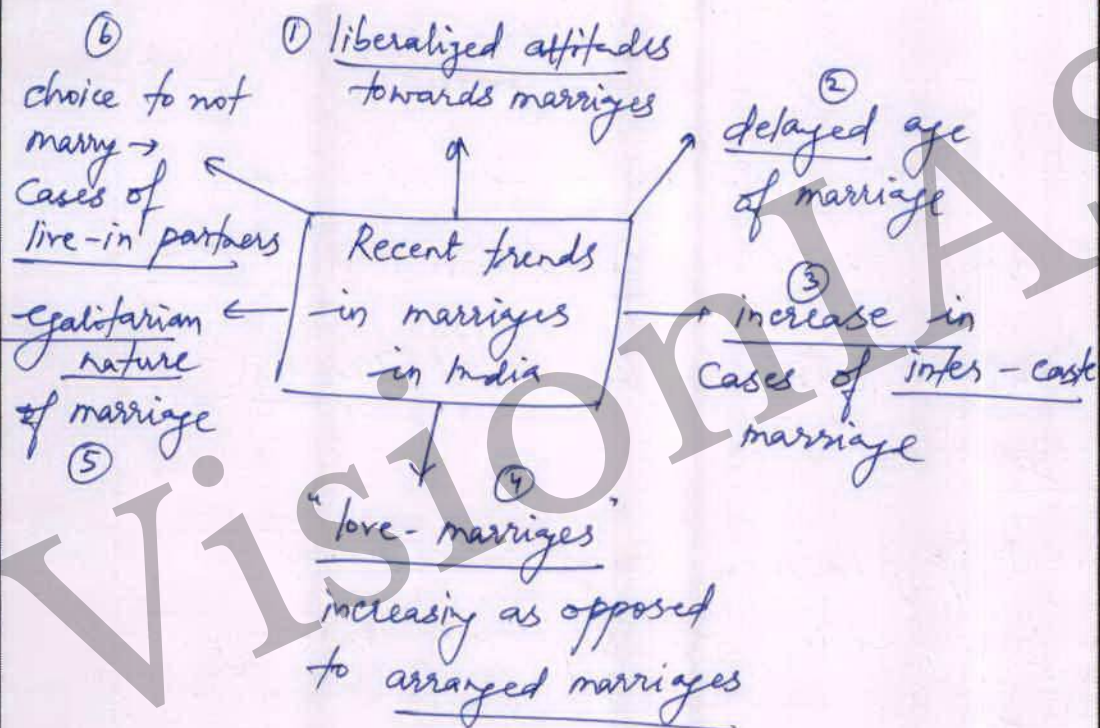 ① liberalized attitudes
towards marriges
②
delayed age
of marriage
③
increase in
cases of inter-caste
marriage
④
"love-marriges"
increasing as opposed
to arranged marriages
egalitarian
nature
of marriage
⑤
⑥
choice to not
marry →
cases of
live-in partners
Recent trends
in marriges
in India
VisionIAS